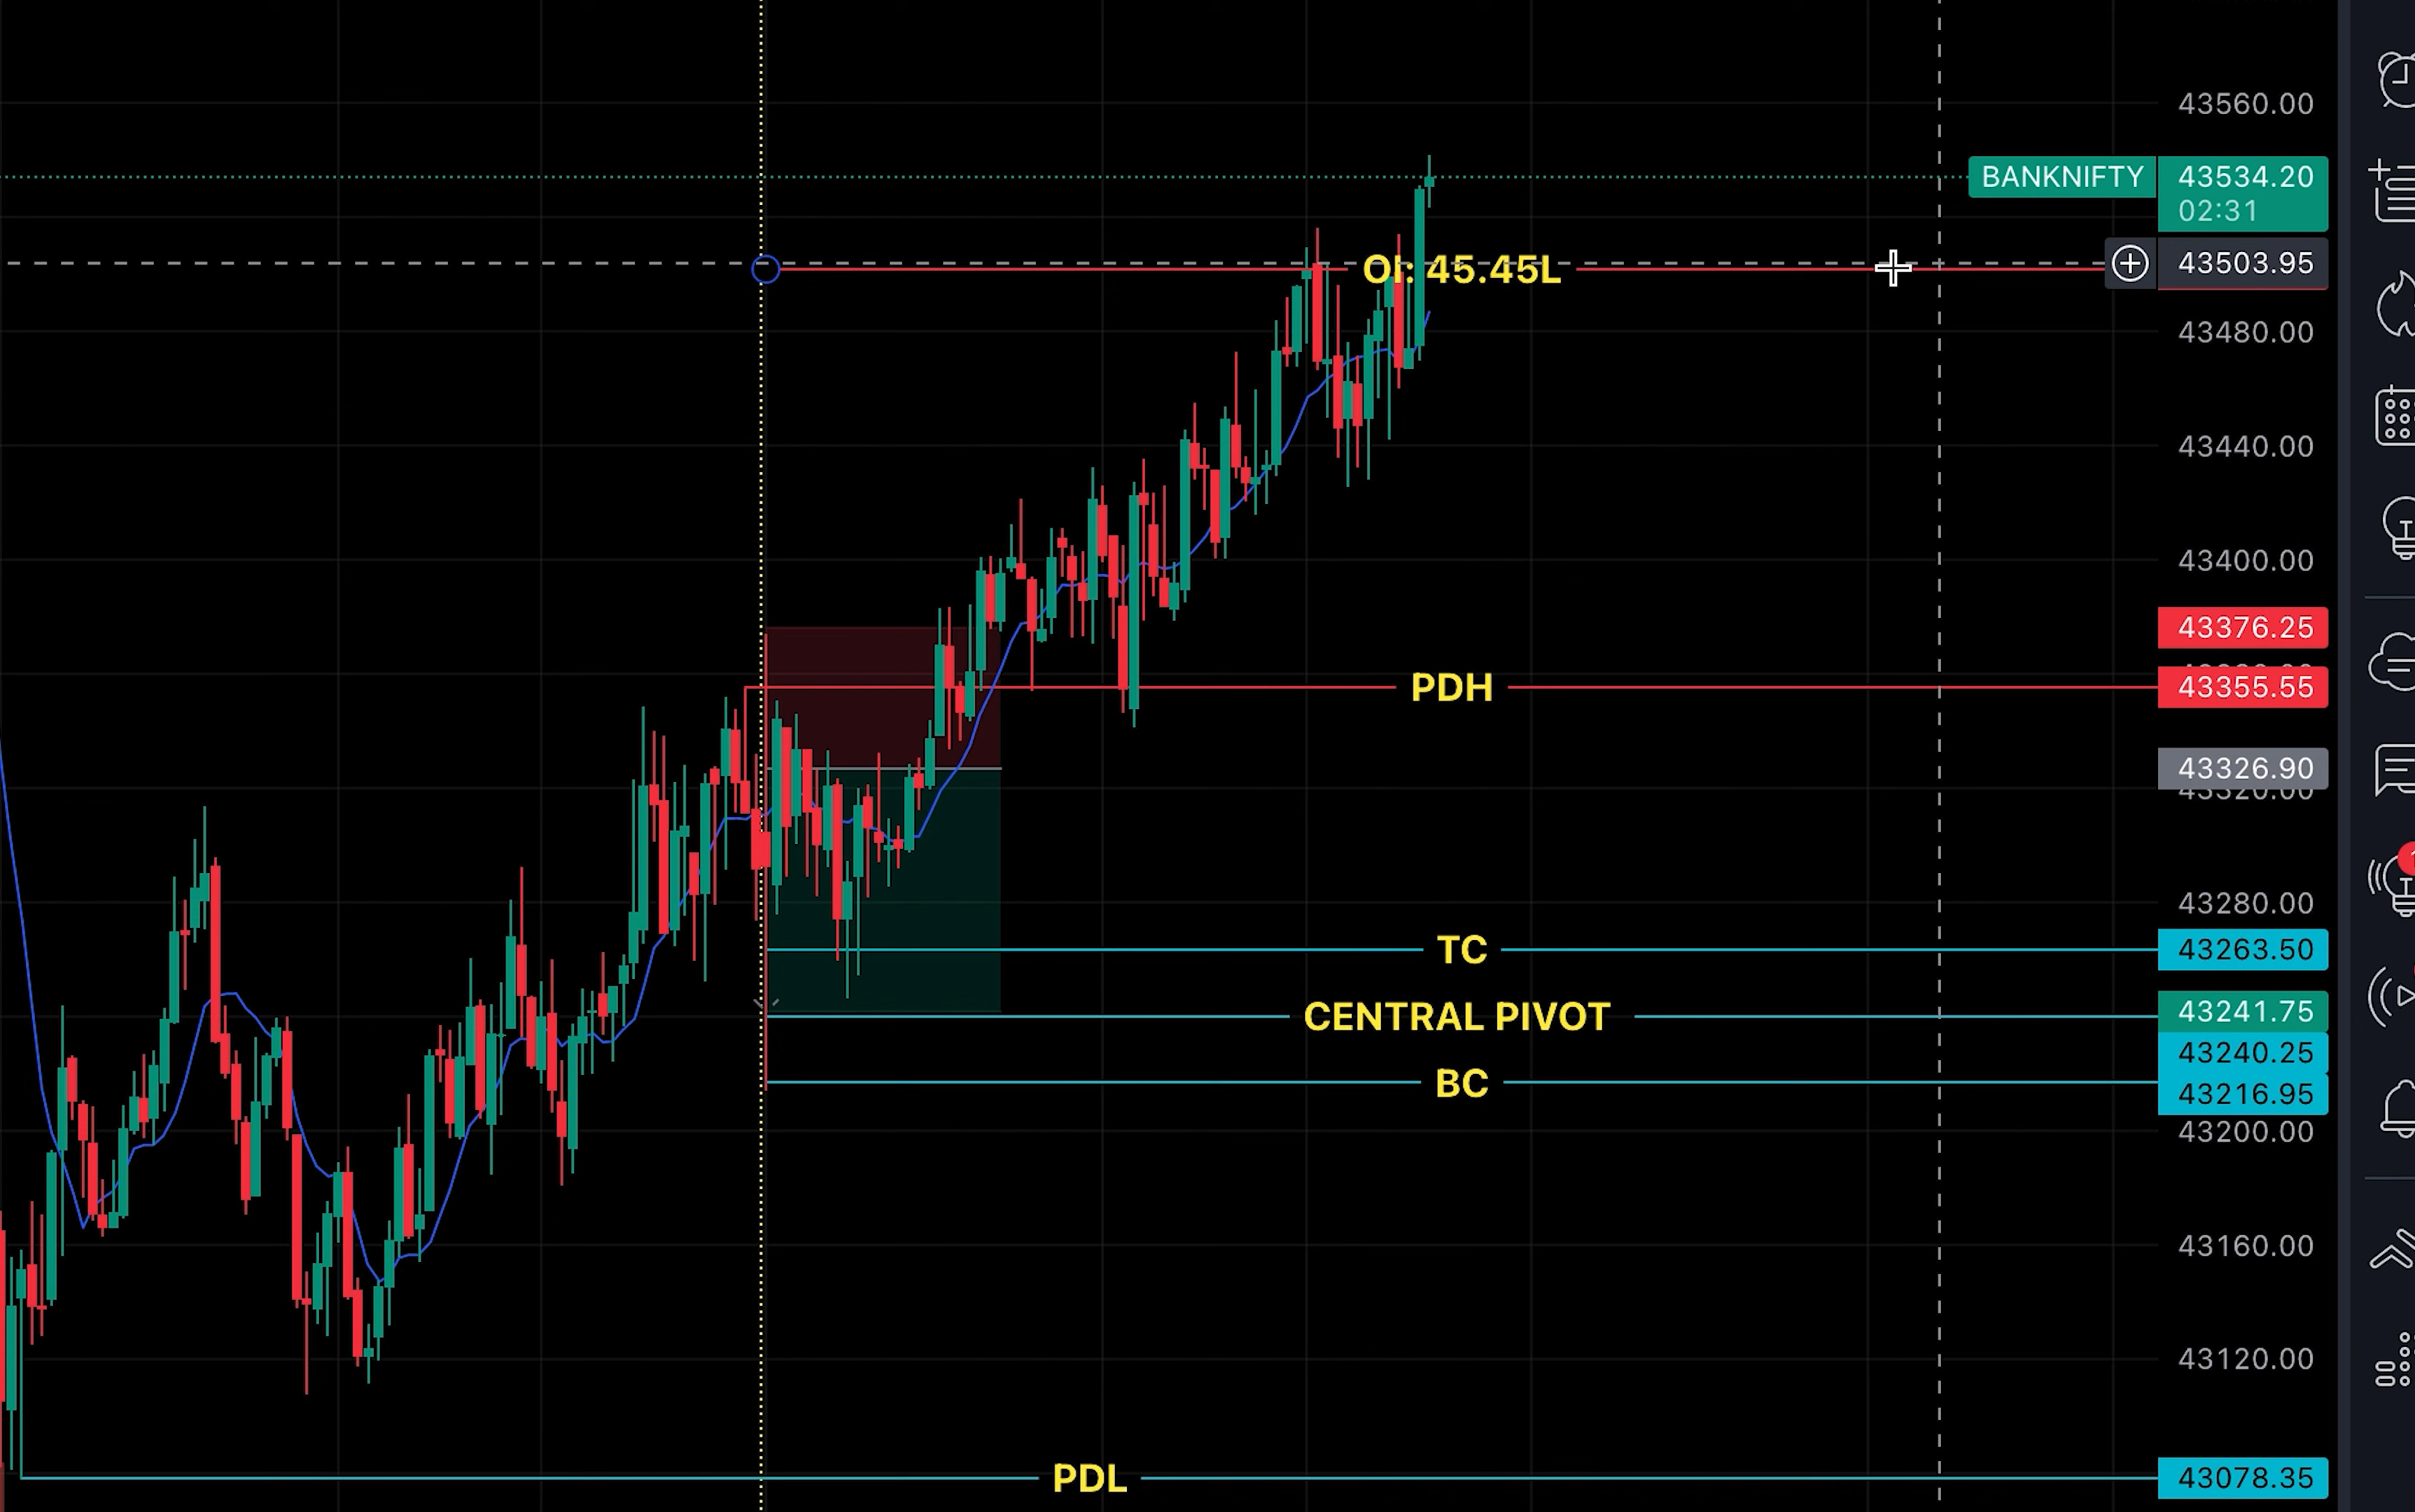 43560.00
BANKNIFTY 43534.20
02:31
OI: 45.45L 43503.95
43480.00
43440.00
43400.00
43376.25
PDH 43355.55
43326.90
43320.00
43280.00
TC 43263.50
CENTRAL PIVOT 43241.75
43240.25
BC 43216.95
43200.00
43160.00
43120.00
PDL 43078.35